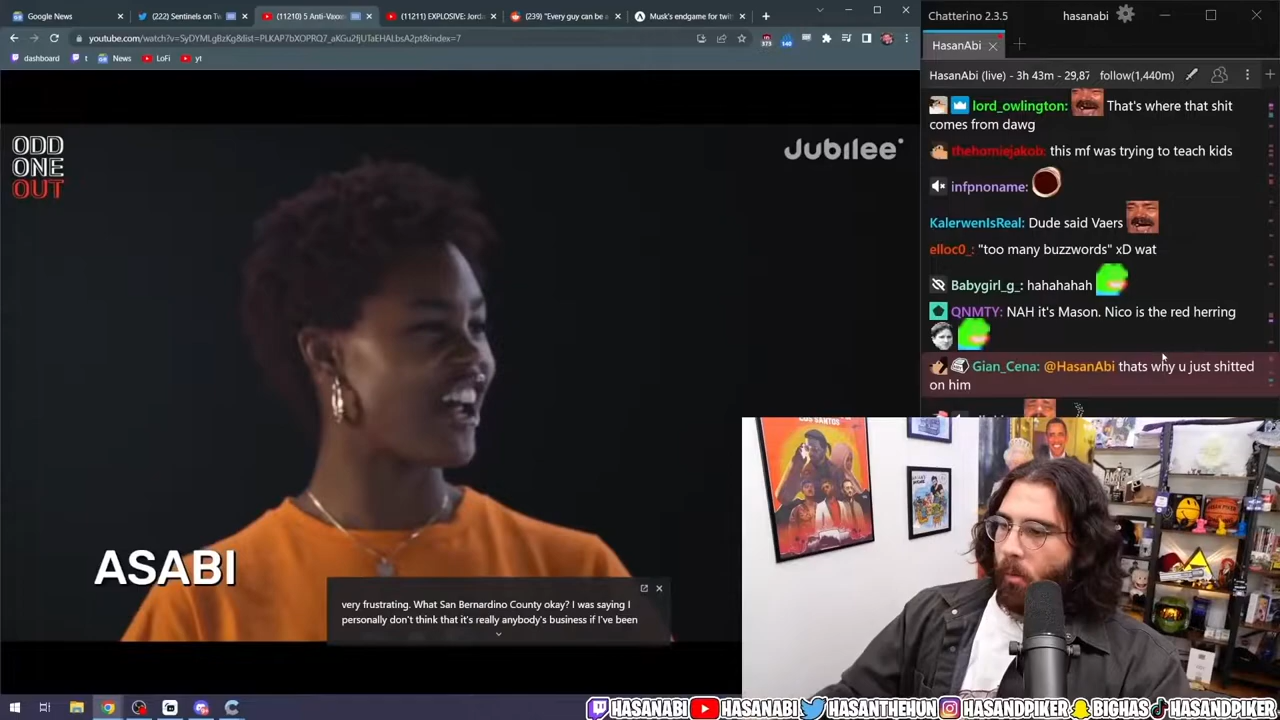 Google News
(222) Sentinels on Tw
(11210) 5 Anti-Vaxx
(11211) EXPLOSIVE: Jorda
(239) "Every guy can be a
Musk's endgame for twit
youtube.com/watch?v=SyDYMLgBzKg&list=PLKAP7bXOPRQ7_aKGu2fjUTaEHALbsA2pt&index=7
dashboard
t
News
LoFi
yt
ODD
ONE
OUT
Jubilee
ASABI
very frustrating. What San Bernardino County okay? I was saying I
personally don't think that it's really anybody's business if I've been
Chatterino 2.3.5
hasanabi
HasanAbi
HasanAbi (live) - 3h 43m - 29,87
follow(1,440m)
lord_owlington: That's where that shit
comes from dawg
thehomiejakob: this mf was trying to teach kids
infpnoname:
KalerwenIsReal: Dude said Vaers
elloc0_: "too many buzzwords" xD wat
Babygirl_g_: hahahahah
QNMTY: NAH it's Mason. Nico is the red herring
Gian_Cena: @HasanAbi thats why u just shitted
on him
LOS SANTOS
HASANABI
HASANABI
HASANTHEHUN
HASANDPIKER
BIGHAS
HASANDPIKER